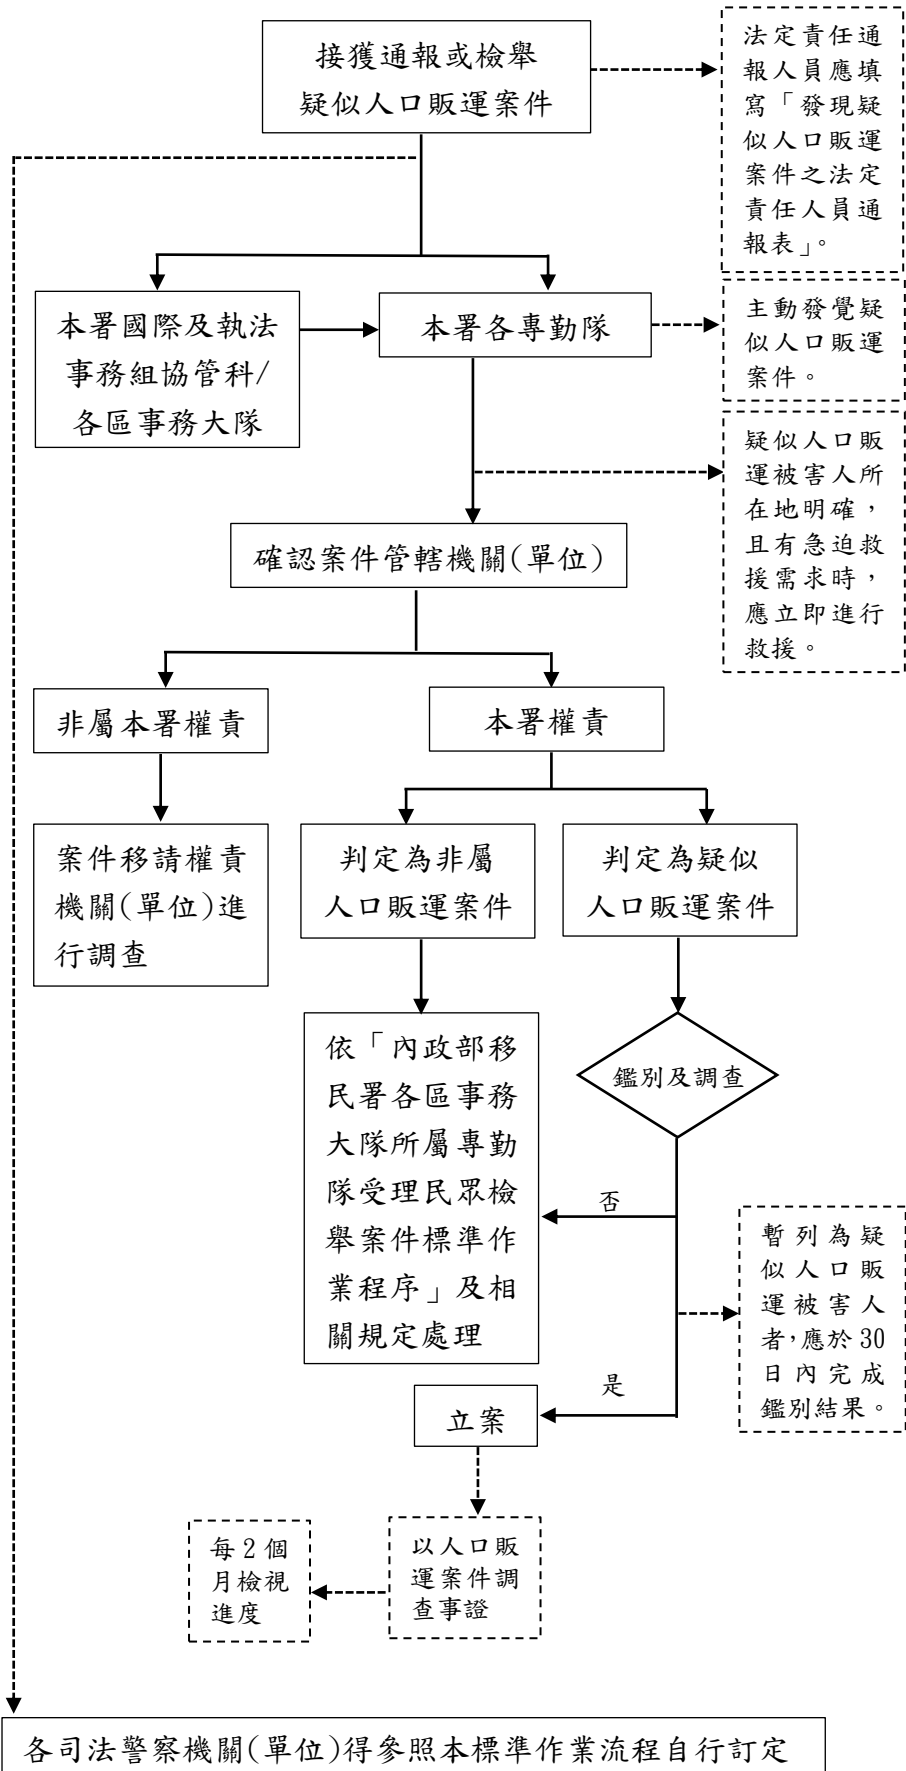 接獲通報或檢舉
疑似人口販運案件
法定責任通
報人員應填
寫「發現疑
似人口販運
案件之法定
責任人員通
報表」。
本署國際及執法
事務組協管科/
各區事務大隊
本署各專勤隊
主動發覺疑
似人口販運
案件。
疑似人口販
運被害人所
在地明確，
且有急迫救
援需求時，
應立即進行
救援。
確認案件管轄機關(單位)
非屬本署權責
本署權責
案件移請權責
機關(單位)進
行調查
判定為非屬
人口販運案件
判定為疑似
人口販運案件
依「內政部移
民署各區事務
大隊所屬專勤
隊受理民眾檢
舉案件標準作
業程序」及相
關規定處理
鑑別及調查
否
暫列為疑
似人口販
運被害人
者，應於30
日內完成
鑑別結果。
是
立案
每2個
月檢視
進度
以人口販
運案件調
查事證
各司法警察機關(單位)得參照本標準作業流程自行訂定